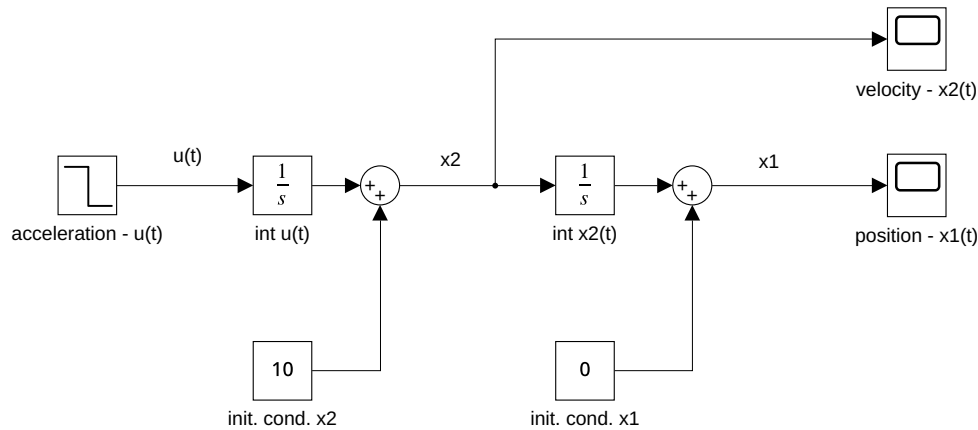 velocity - x2(t)
u(t)
x2
x1
1
s
+
+
1
s
+
+
acceleration - u(t)
int u(t)
int x2(t)
position - x1(t)
10
0
init. cond. x2
init. cond. x1